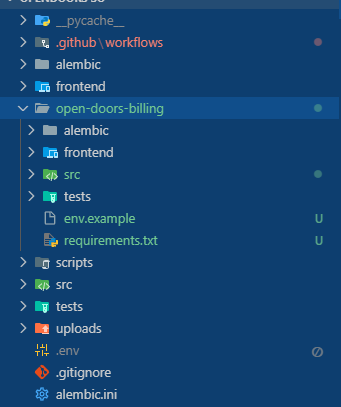 __pycache__
.github\workflows
alembic
frontend
open-doors-billing
alembic
frontend
src
tests
env.example U
requirements.txt U
scripts
src
tests
uploads
.env
.gitignore
alembic.ini